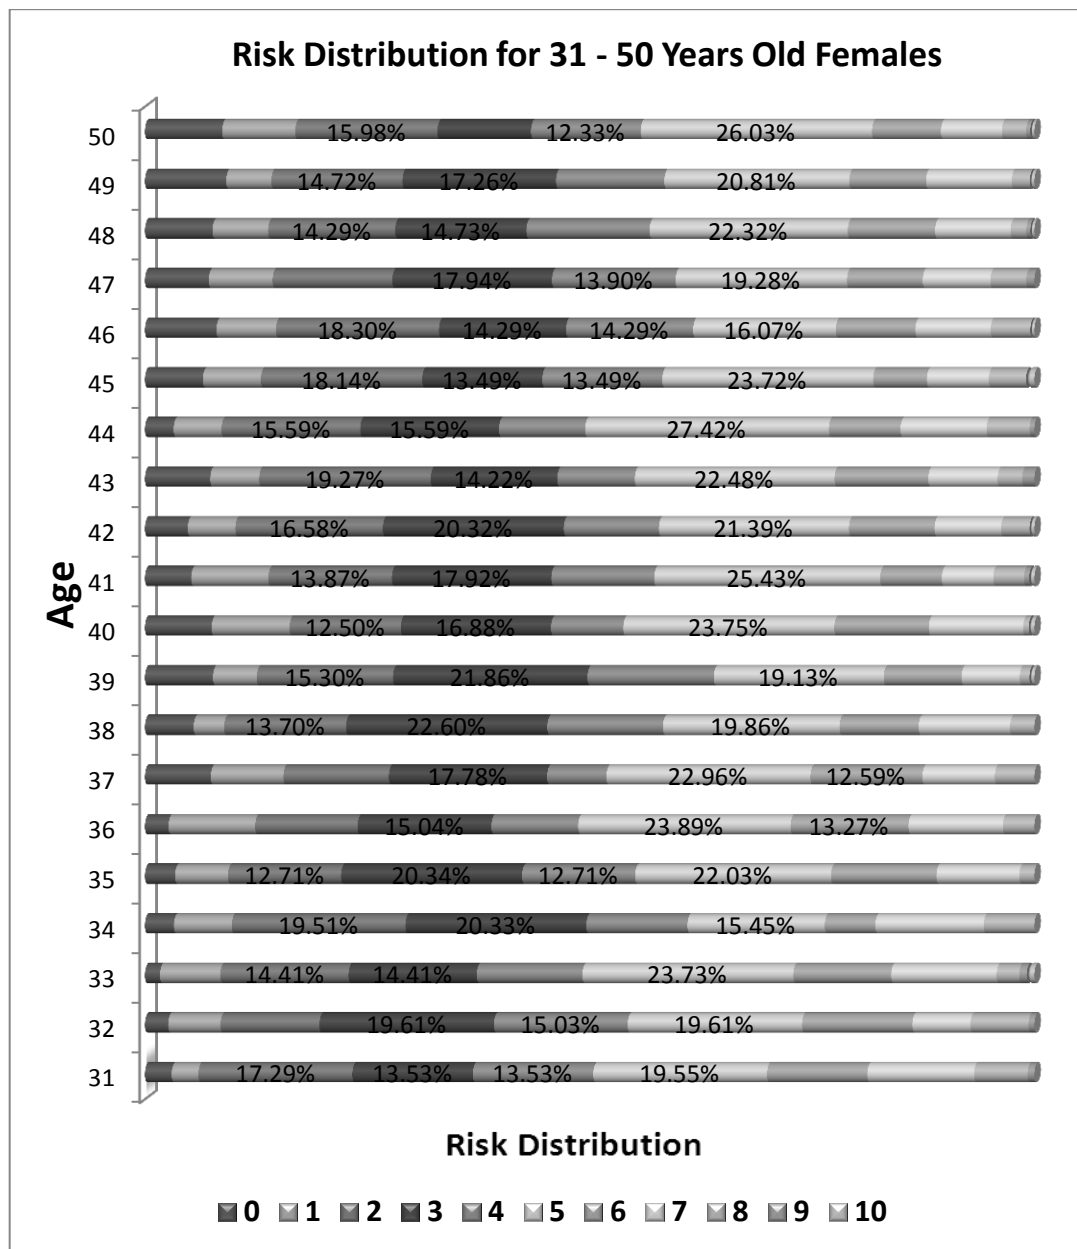 Risk Distribution for 31 - 50 Years Old Females
50 15.98% 12.33% 26.03%
49 14.72% 17.26% 20.81%
48 14.29% 14.73% 22.32%
47 17.94% 13.90% 19.28%
46 18.30% 14.29% 14.29% 16.07%
45 18.14% 13.49% 13.49% 23.72%
44 15.59% 15.59% 27.42%
43 19.27% 14.22% 22.48%
42 16.58% 20.32% 21.39%
41 13.87% 17.92% 25.43%
Age
40 12.50% 16.88% 23.75%
39 15.30% 21.86% 19.13%
38 13.70% 22.60% 19.86%
37 17.78% 22.96% 12.59%
36 15.04% 23.89% 13.27%
35 12.71% 20.34% 12.71% 22.03%
34 19.51% 20.33% 15.45%
33 14.41% 14.41% 23.73%
32 19.61% 15.03% 19.61%
31 17.29% 13.53% 13.53% 19.55%
Risk Distribution
0 1 2 3 4 5 6 7 8 9 10